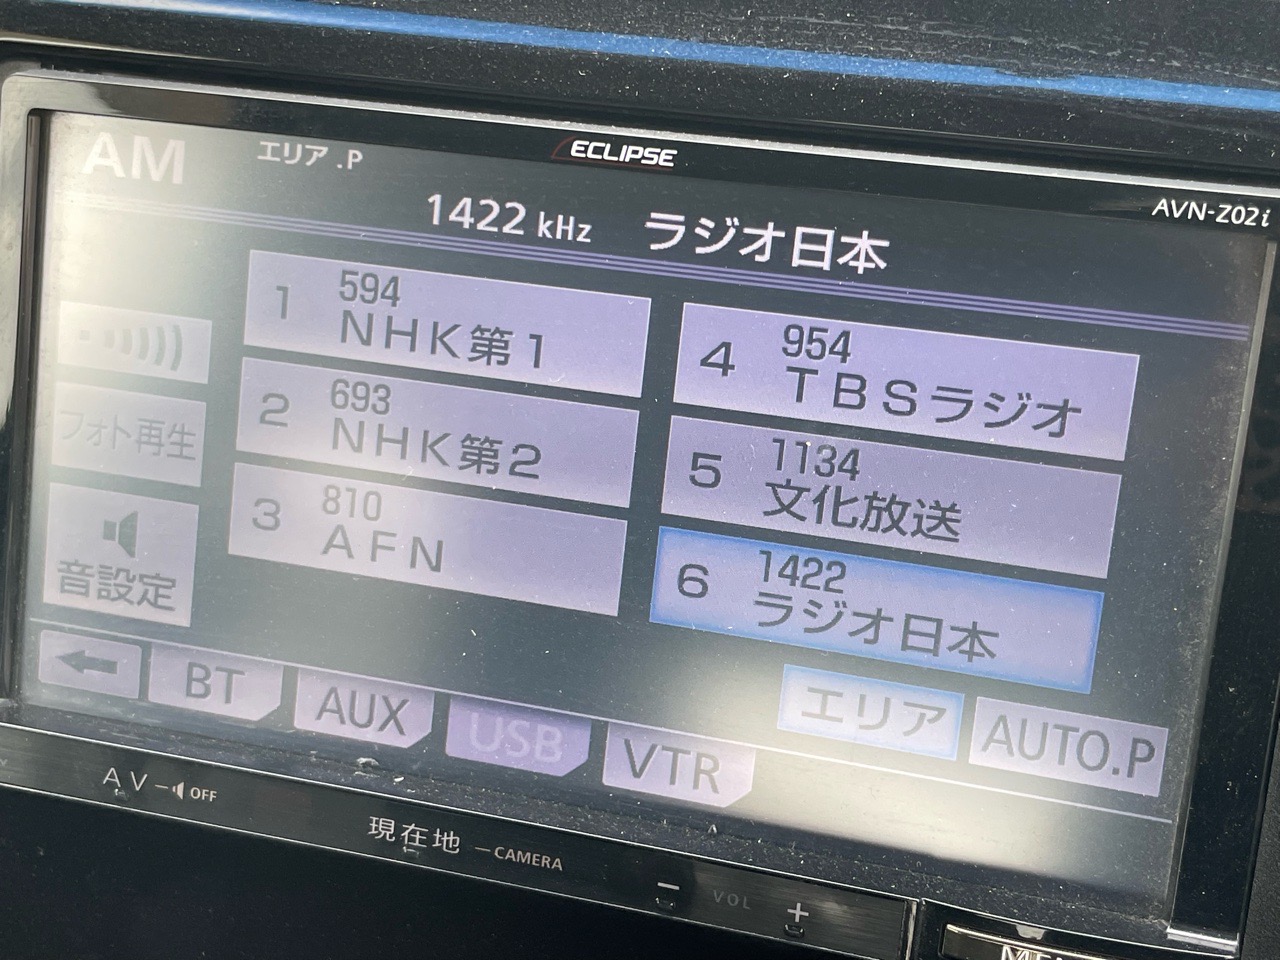 ECLIPSE
AVN-Z02i
AM
エリア.P
1422 kHz ラジオ日本
1 594
NHK第1
2 693
NHK第2
3 810
AFN
4 954
TBSラジオ
5 1134
文化放送
6 1422
ラジオ日本
フォト再生
音設定
エリア
AUTO.P
BT
AUX
USB
VTR
AV – OFF
現在地 – CAMERA
– VOL +